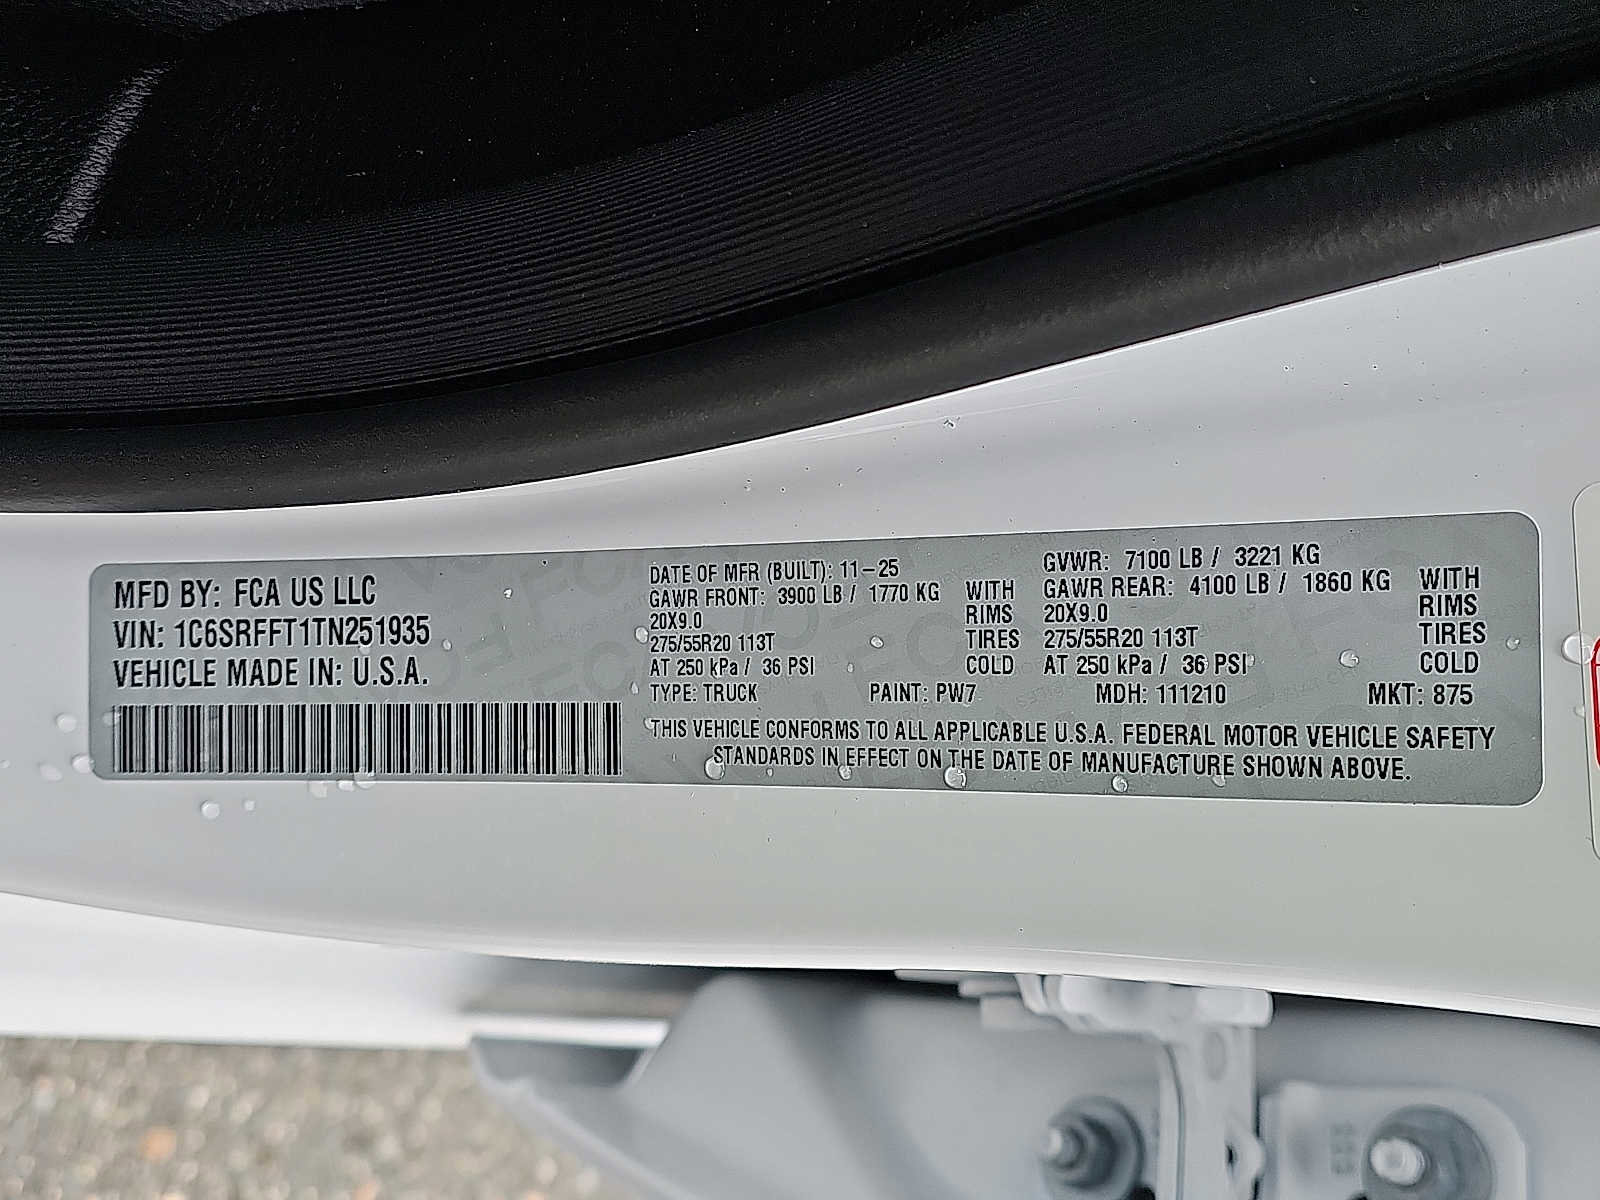 MFD BY: FCA US LLC
VIN: 1C6SRFFT1TN251935
VEHICLE MADE IN: U.S.A.
DATE OF MFR (BUILT): 11-25
GAWR FRONT: 3900 LB / 1770 KG WITH
20X9.0 RIMS
275/55R20 113T TIRES
AT 250 kPa / 36 PSI COLD
GVWR: 7100 LB / 3221 KG
GAWR REAR: 4100 LB / 1860 KG WITH
20X9.0 RIMS
275/55R20 113T TIRES
AT 250 kPa / 36 PSI COLD
TYPE: TRUCK PAINT: PW7 MDH: 111210 MKT: 875
THIS VEHICLE CONFORMS TO ALL APPLICABLE U.S.A. FEDERAL MOTOR VEHICLE SAFETY
STANDARDS IN EFFECT ON THE DATE OF MANUFACTURE SHOWN ABOVE.